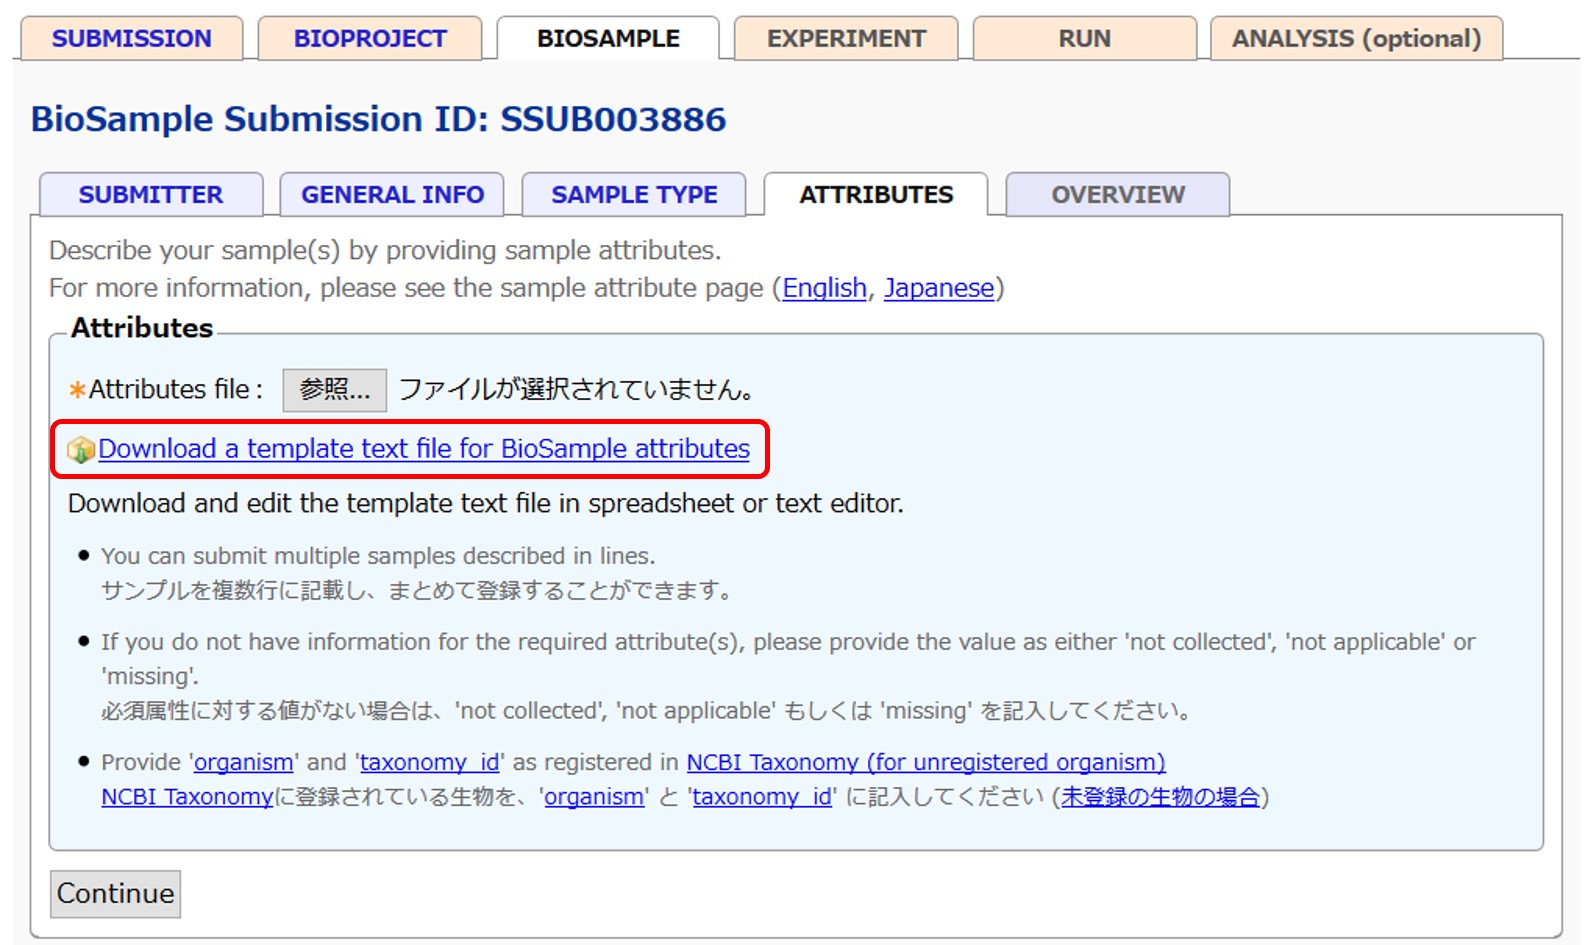 SUBMISSION BIOPROJECT BIOSAMPLE EXPERIMENT RUN ANALYSIS (optional)
BioSample Submission ID: SSUB003886
SUBMITTER GENERAL INFO SAMPLE TYPE ATTRIBUTES OVERVIEW
Describe your sample(s) by providing sample attributes.
For more information, please see the sample attribute page (English, Japanese)
Attributes
*Attributes file : 参照... ファイルが選択されていません。
Download a template text file for BioSample attributes
Download and edit the template text file in spreadsheet or text editor.
● You can submit multiple samples described in lines.
サンプルを複数行に記載し、まとめて登録することができます。
● If you do not have information for the required attribute(s), please provide the value as either 'not collected', 'not applicable' or
'missing'.
必須属性に対する値がない場合は、'not collected', 'not applicable' もしくは 'missing' を記入してください。
● Provide 'organism' and 'taxonomy_id' as registered in NCBI Taxonomy (for unregistered organism)
NCBI Taxonomyに登録されている生物を、'organism' と 'taxonomy_id' に記入してください (未登録の生物の場合)
Continue